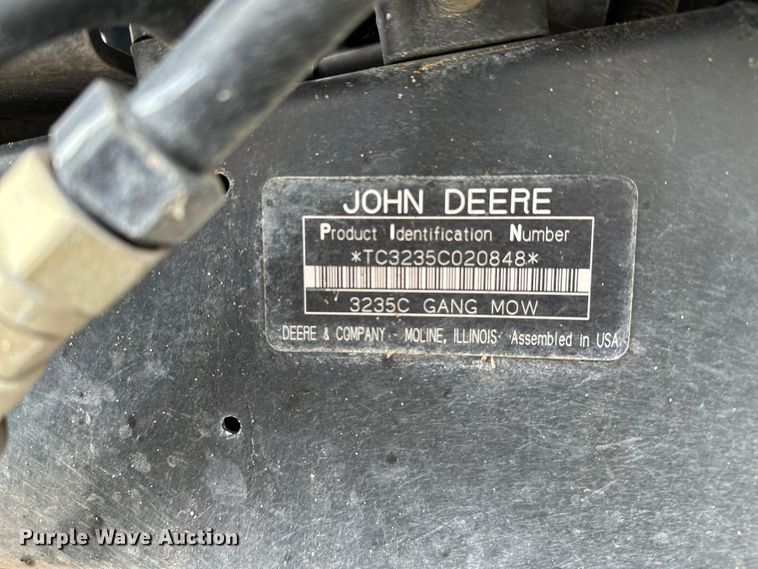 JOHN DEERE
Product Identification Number
*TC3235C020848*
3235C GANG MOW
DEERE & COMPANY - MOLINE, ILLINOIS Assembled in USA
Purple Wave Auction